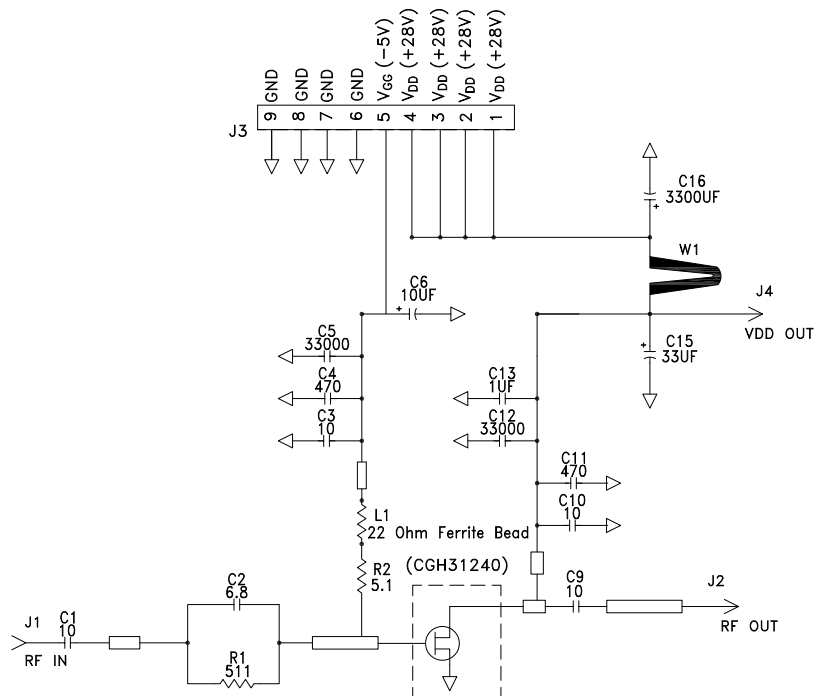 GND
GND
GND
GND
VGG (-5V)
VDD (+28V)
VDD (+28V)
VDD (+28V)
VDD (+28V)
9
8
7
6
5
4
3
2
1
J3
C16
3300UF
+
W1
J4
VDD OUT
C6
10UF
+
C15
33UF
+
C5
33000
C4
470
C3
10
C13
1UF
C12
33000
C11
470
C10
10
L1
22 Ohm Ferrite Bead
(CGH31240)
R2
5.1
C9
10
J2
RF OUT
J1
RF IN
C1
10
C2
6.8
R1
511